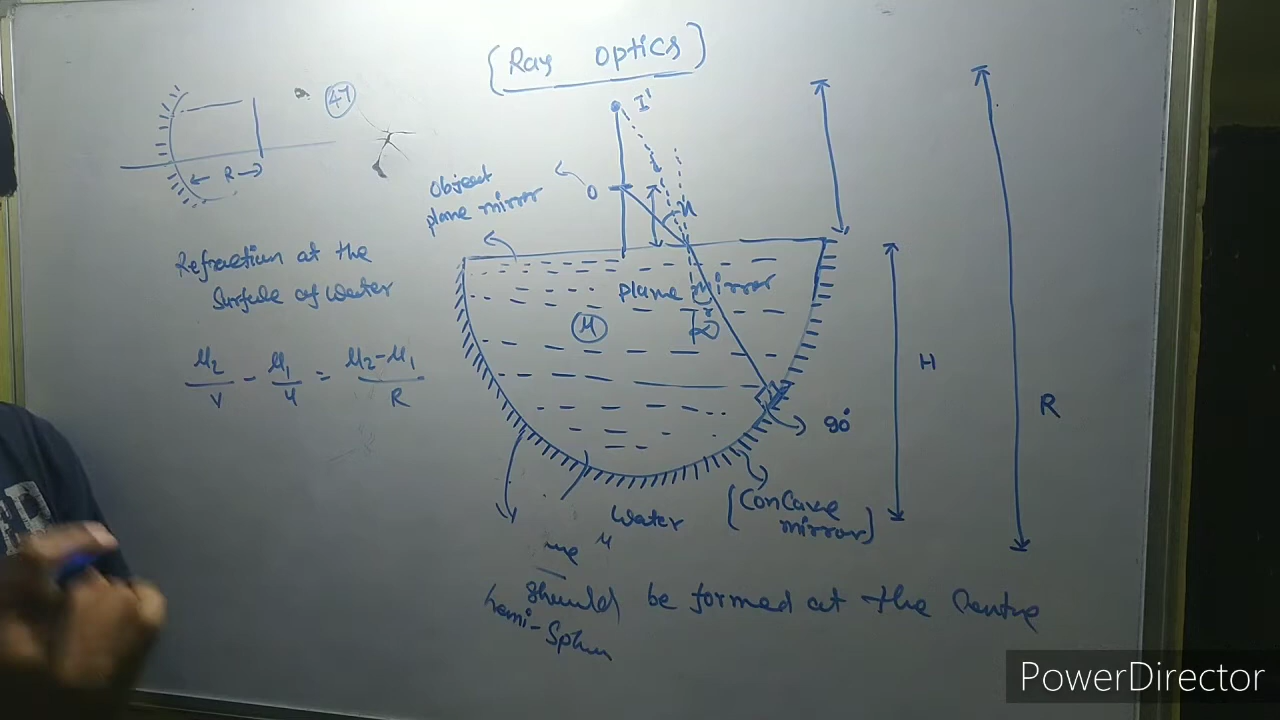 (Ray Optics)
47
I'
R
Object
plane mirror
O
x
Refraction at the
Surface of Water
plane mirror
r
μ
H
μ2/v - μ1/u = μ2-μ1/R
R
90°
(Concave
mirror)
Water
μ
should be formed at the Centre
hemi-
PowerDirector